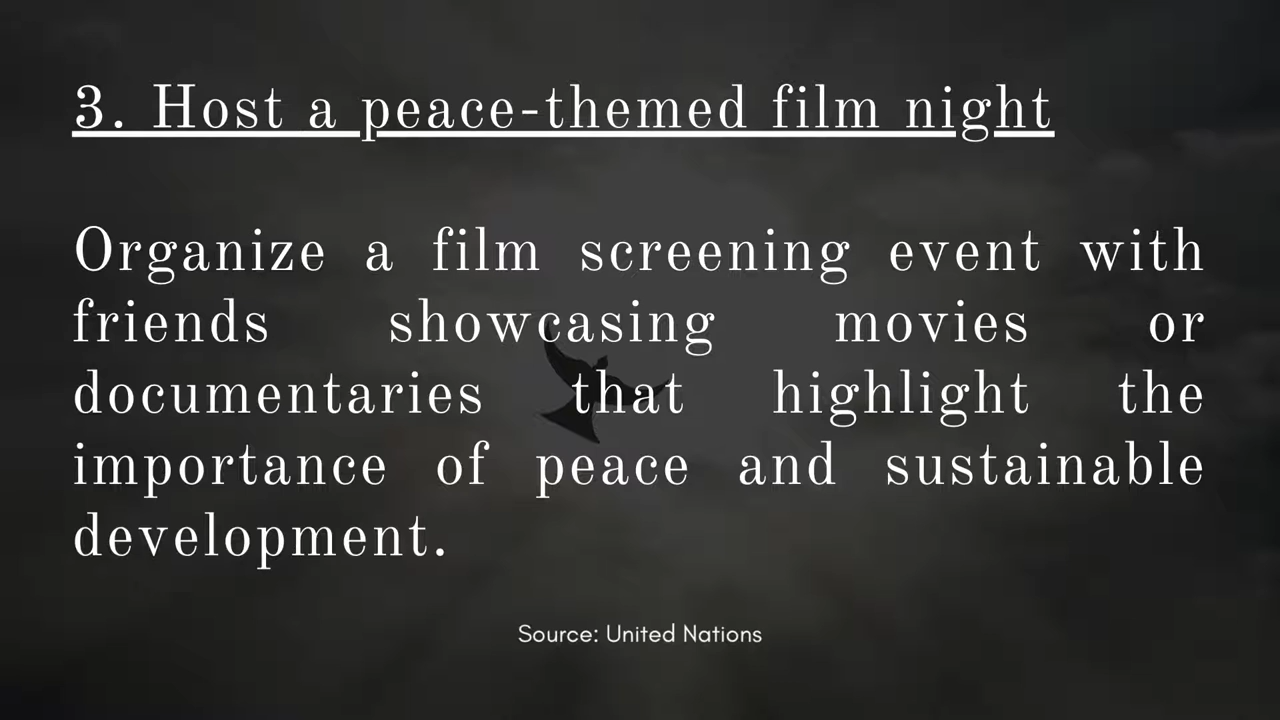 3. Host a peace-themed film night
Organize a film screening event with
friends showcasing movies or
documentaries that highlight the
importance of peace and sustainable
development.
Source: United Nations